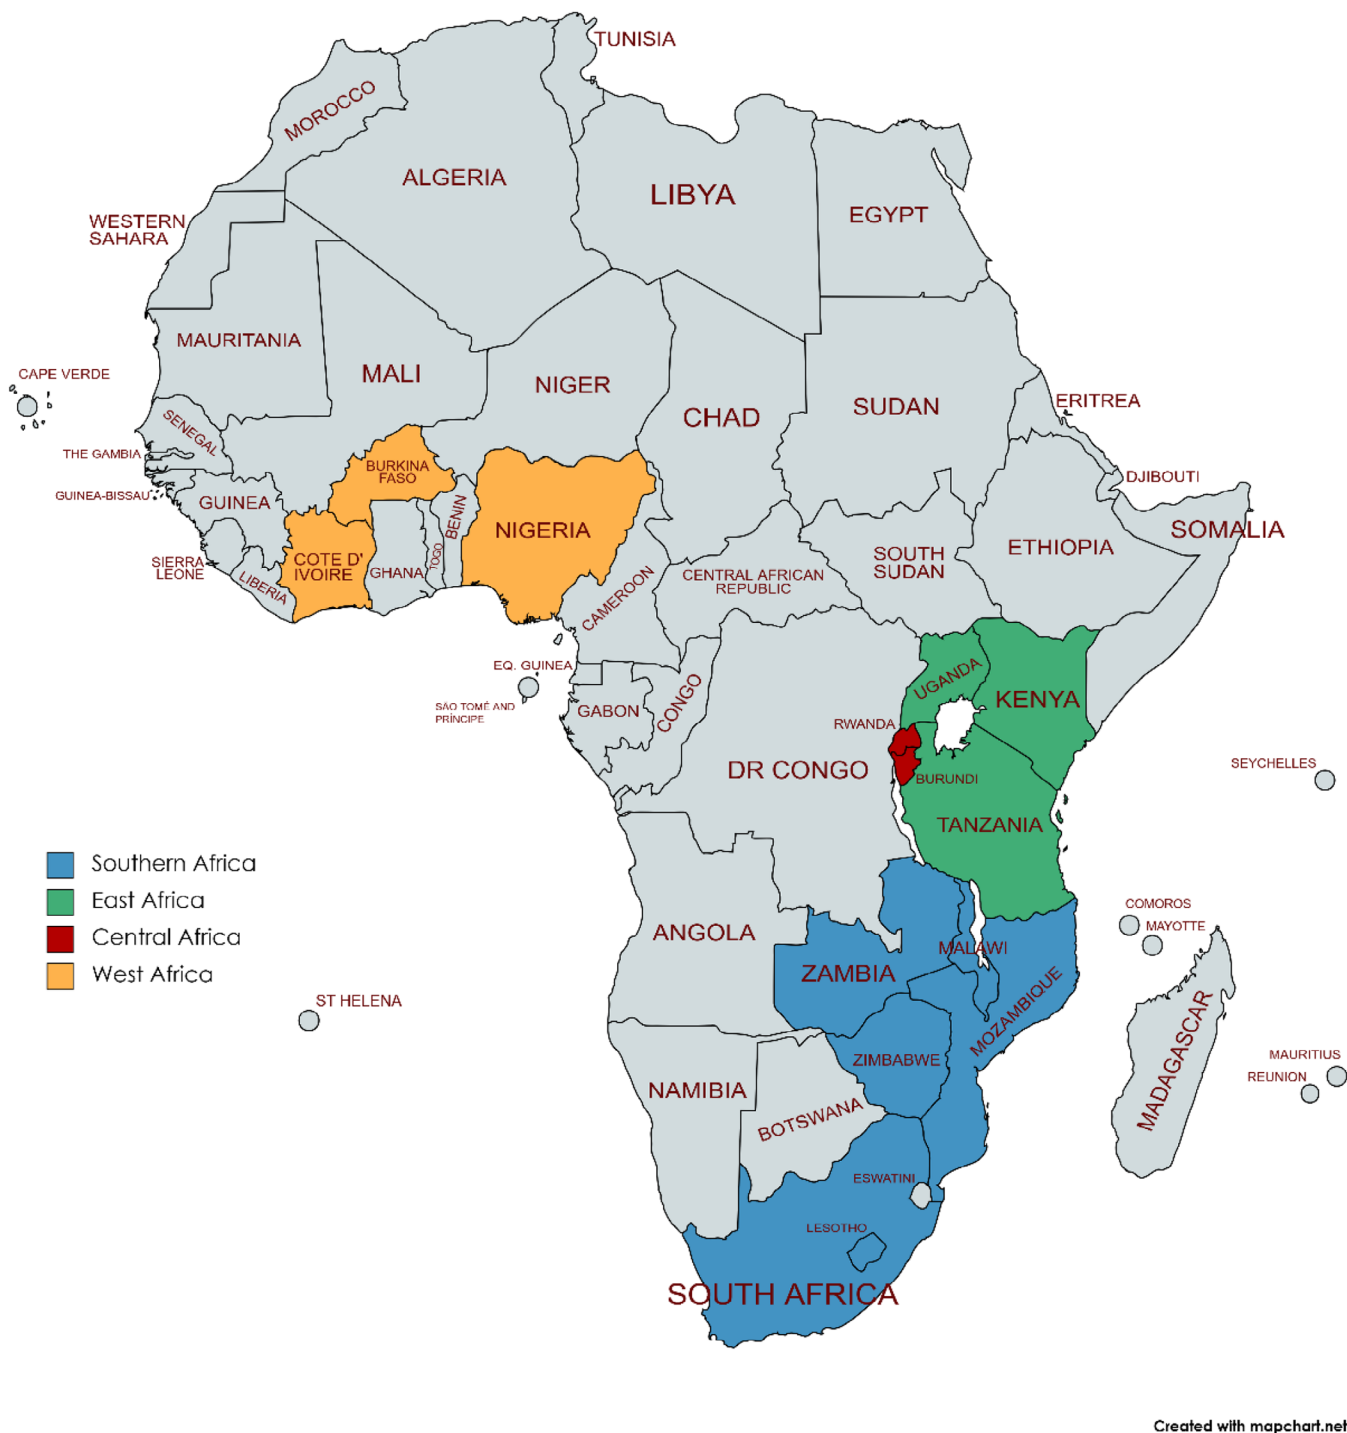 TUNISIA
MOROCCO
ALGERIA
LIBYA
EGYPT
WESTERN
SAHARA
MAURITANIA
MALI
NIGER
CHAD
SUDAN
ERITREA
CAPE VERDE
SENEGAL
THE GAMBIA
GUINEA-BISSAU
GUINEA
SIERRA
LEONE
LIBERIA
COTE D'
IVOIRE
BURKINA
FASO
GHANA
TOGO
BENIN
NIGERIA
CAMEROON
CENTRAL AFRICAN
REPUBLIC
SOUTH
SUDAN
ETHIOPIA
DJIBOUTI
SOMALIA
EQ. GUINEA
SÃO TOMÉ AND
PRÍNCIPE
GABON
CONGO
DR CONGO
UGANDA
KENYA
RWANDA
BURUNDI
TANZANIA
SEYCHELLES
Southern Africa
East Africa
Central Africa
West Africa
ANGOLA
ZAMBIA
MALAWI
MOZAMBIQUE
COMOROS
MAYOTTE
ST HELENA
ZIMBABWE
NAMIBIA
BOTSWANA
MADAGASCAR
MAURITIUS
REUNION
ESWATINI
LESOTHO
SOUTH AFRICA
Created with mapchart.net